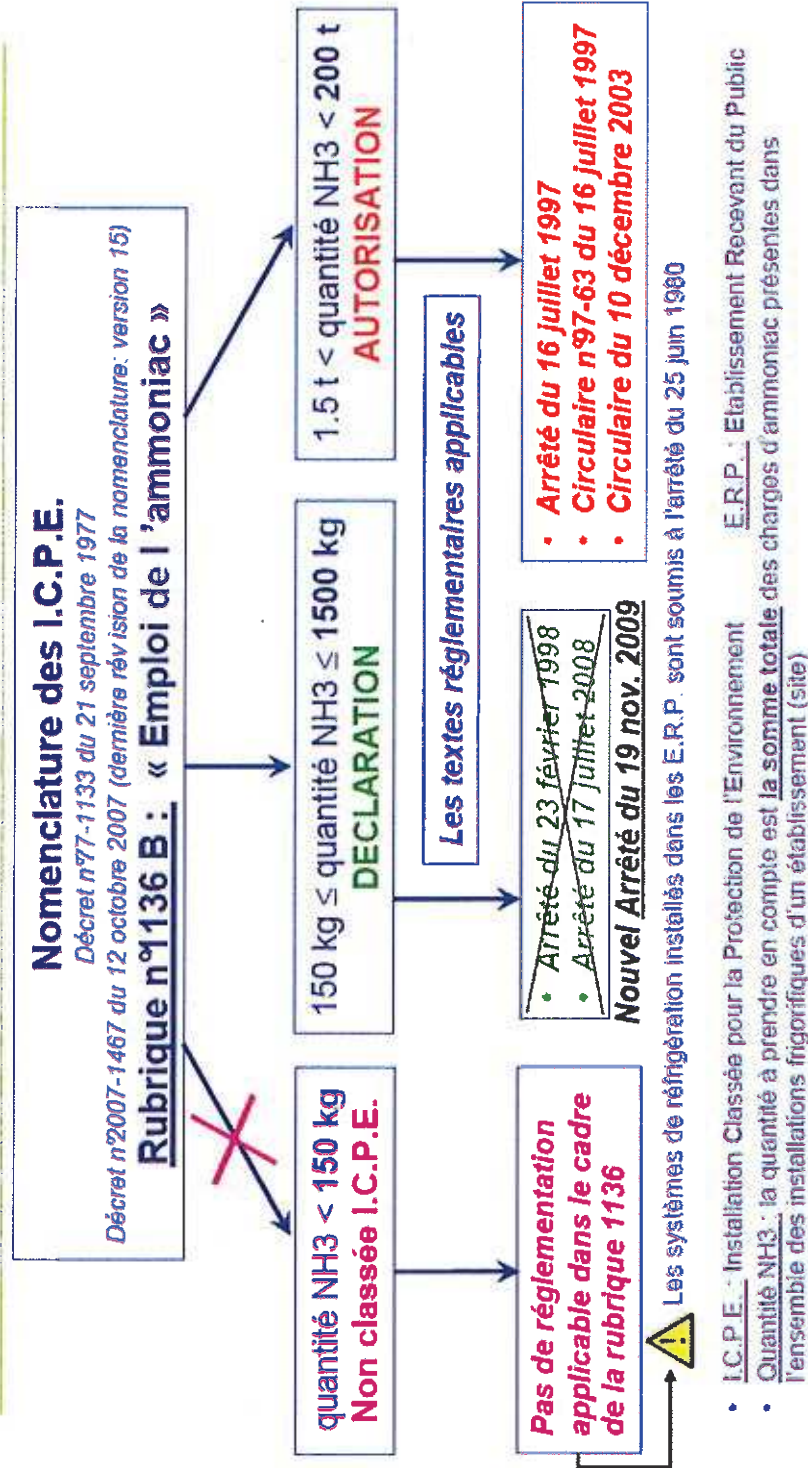 Nomenclature des I.C.P.E.
Décret n°77-1133 du 21 septembre 1977
Décret n°2007-1467 du 12 octobre 2007 (dernière révision de la nomenclature: version 15)
Rubrique n°1136 B : « Emploi de l 'ammoniac »
quantité NH3 < 150 kg
Non classée I.C.P.E.
150 kg ≤ quantité NH3 ≤ 1500 kg
DECLARATION
1.5 t < quantité NH3 < 200 t
AUTORISATION
Les textes réglementaires applicables
Pas de réglementation
applicable dans le cadre
de la rubrique 1136
• Arrêté du 23 février 1998
• Arrêté du 17 juillet 2008
Nouvel Arrêté du 19 nov. 2009
• Arrêté du 16 juillet 1997
• Circulaire n°97-63 du 16 juillet 1997
• Circulaire du 10 décembre 2003
Les systèmes de réfrigération installés dans les E.R.P. sont soumis à l'arrêté du 25 juin 1980
• I.C.P.E. : Installation Classée pour la Protection de l'Environnement E.R.P. : Etablissement Recevant du Public
• Quantité NH3 : la quantité à prendre en compte est la somme totale des charges d'ammoniac présentes dans
l'ensemble des installations frigorifiques d'un établissement (site)